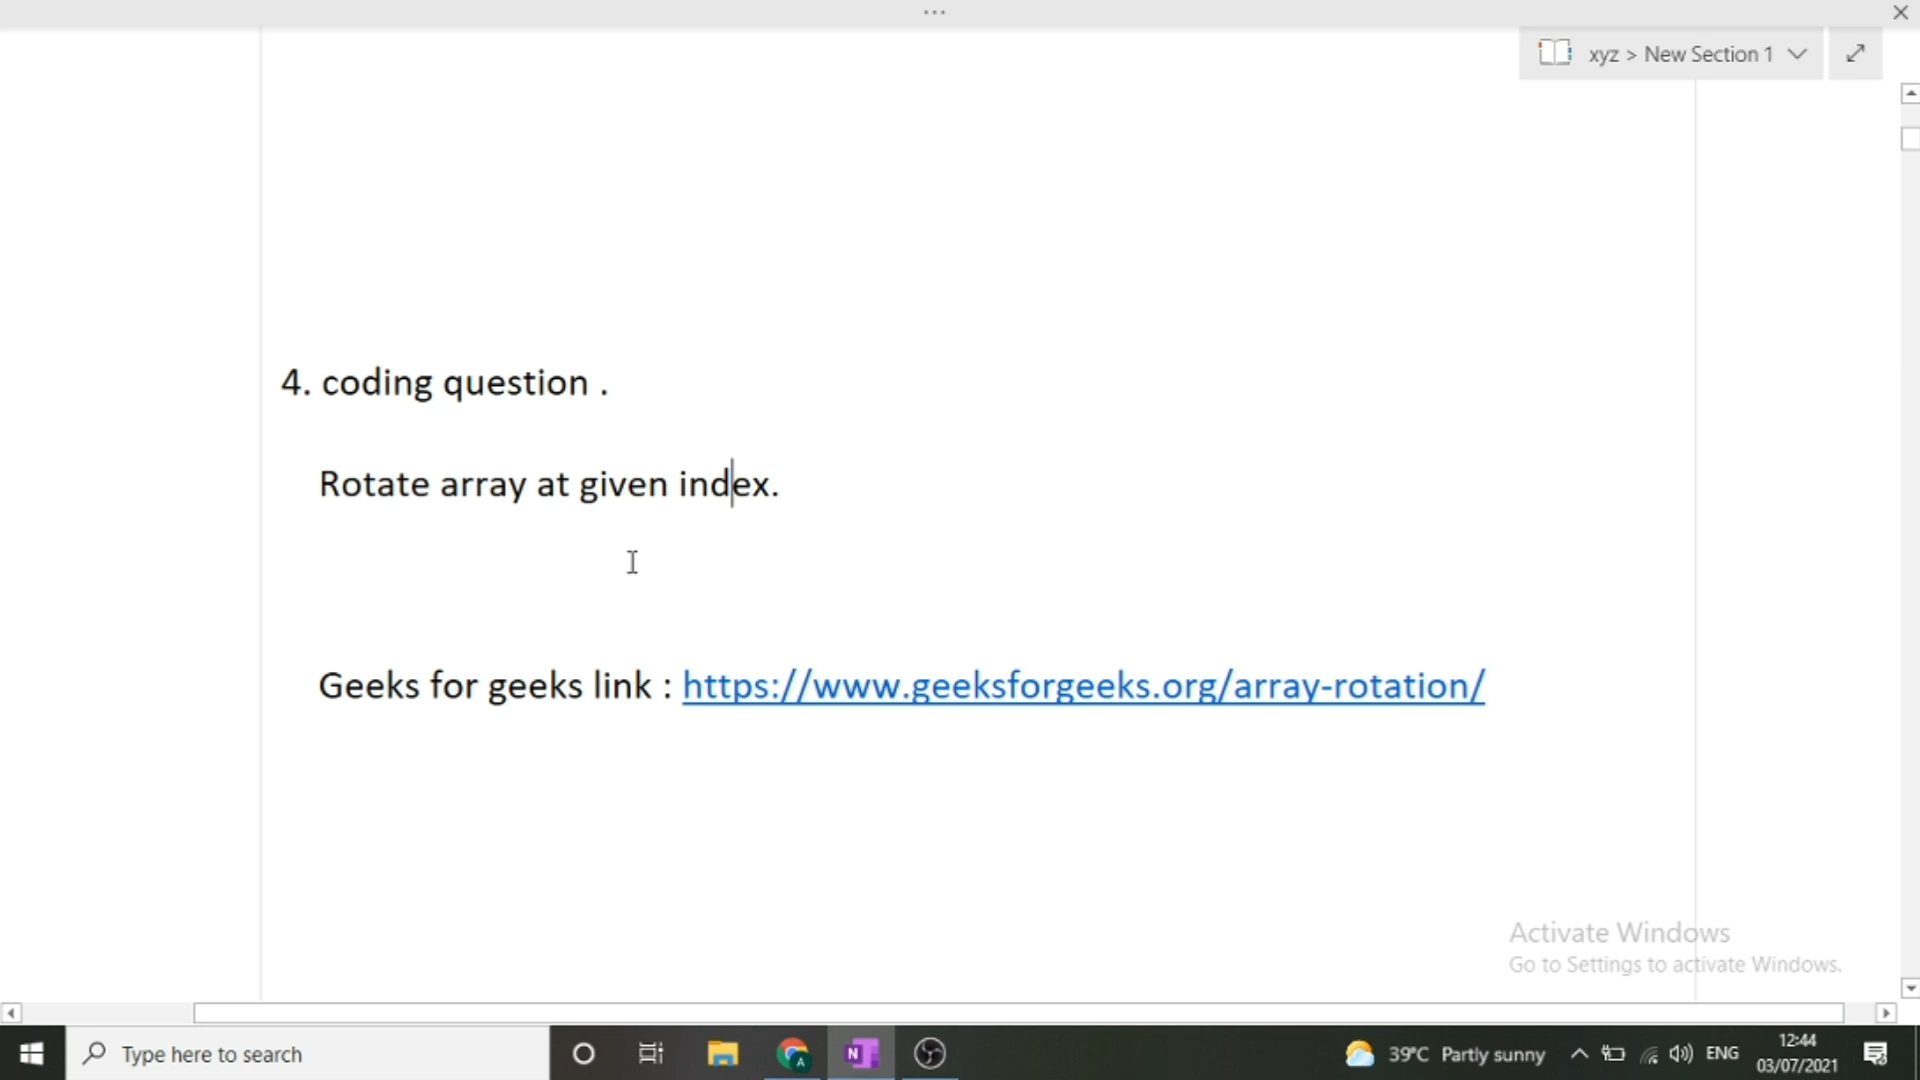 ...
xyz > New Section 1
4. coding question .
Rotate array at given index.
Geeks for geeks link : https://www.geeksforgeeks.org/array-rotation/
Activate Windows
Go to Settings to activate Windows.
Type here to search
A
N
39°C Partly sunny
ENG
12:44
03/07/2021